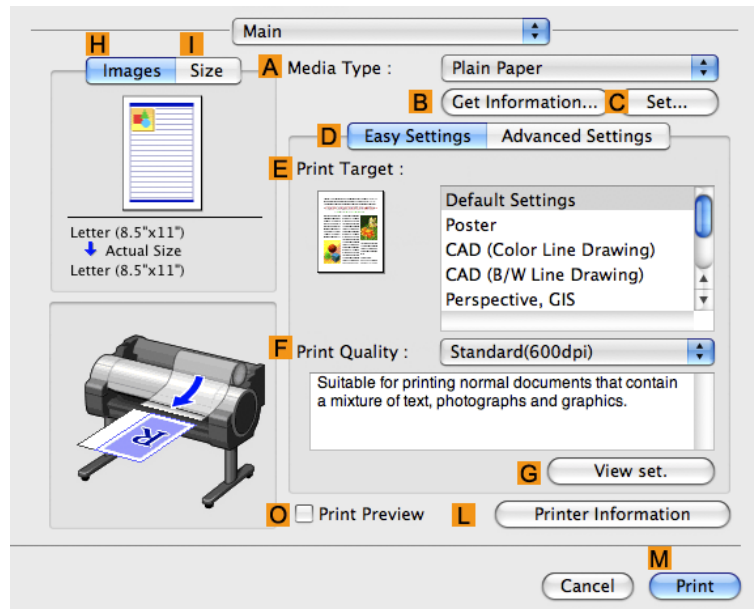 Main
H I
Images Size
A Media Type : Plain Paper
B Get Information... C Set...
D Easy Settings Advanced Settings
E Print Target :
Default Settings
Poster
CAD (Color Line Drawing)
CAD (B/W Line Drawing)
Perspective, GIS
Letter (8.5"x11")
Actual Size
Letter (8.5"x11")
R
F Print Quality : Standard(600dpi)
Suitable for printing normal documents that contain
a mixture of text, photographs and graphics.
G View set.
O Print Preview L Printer Information
M
Cancel Print